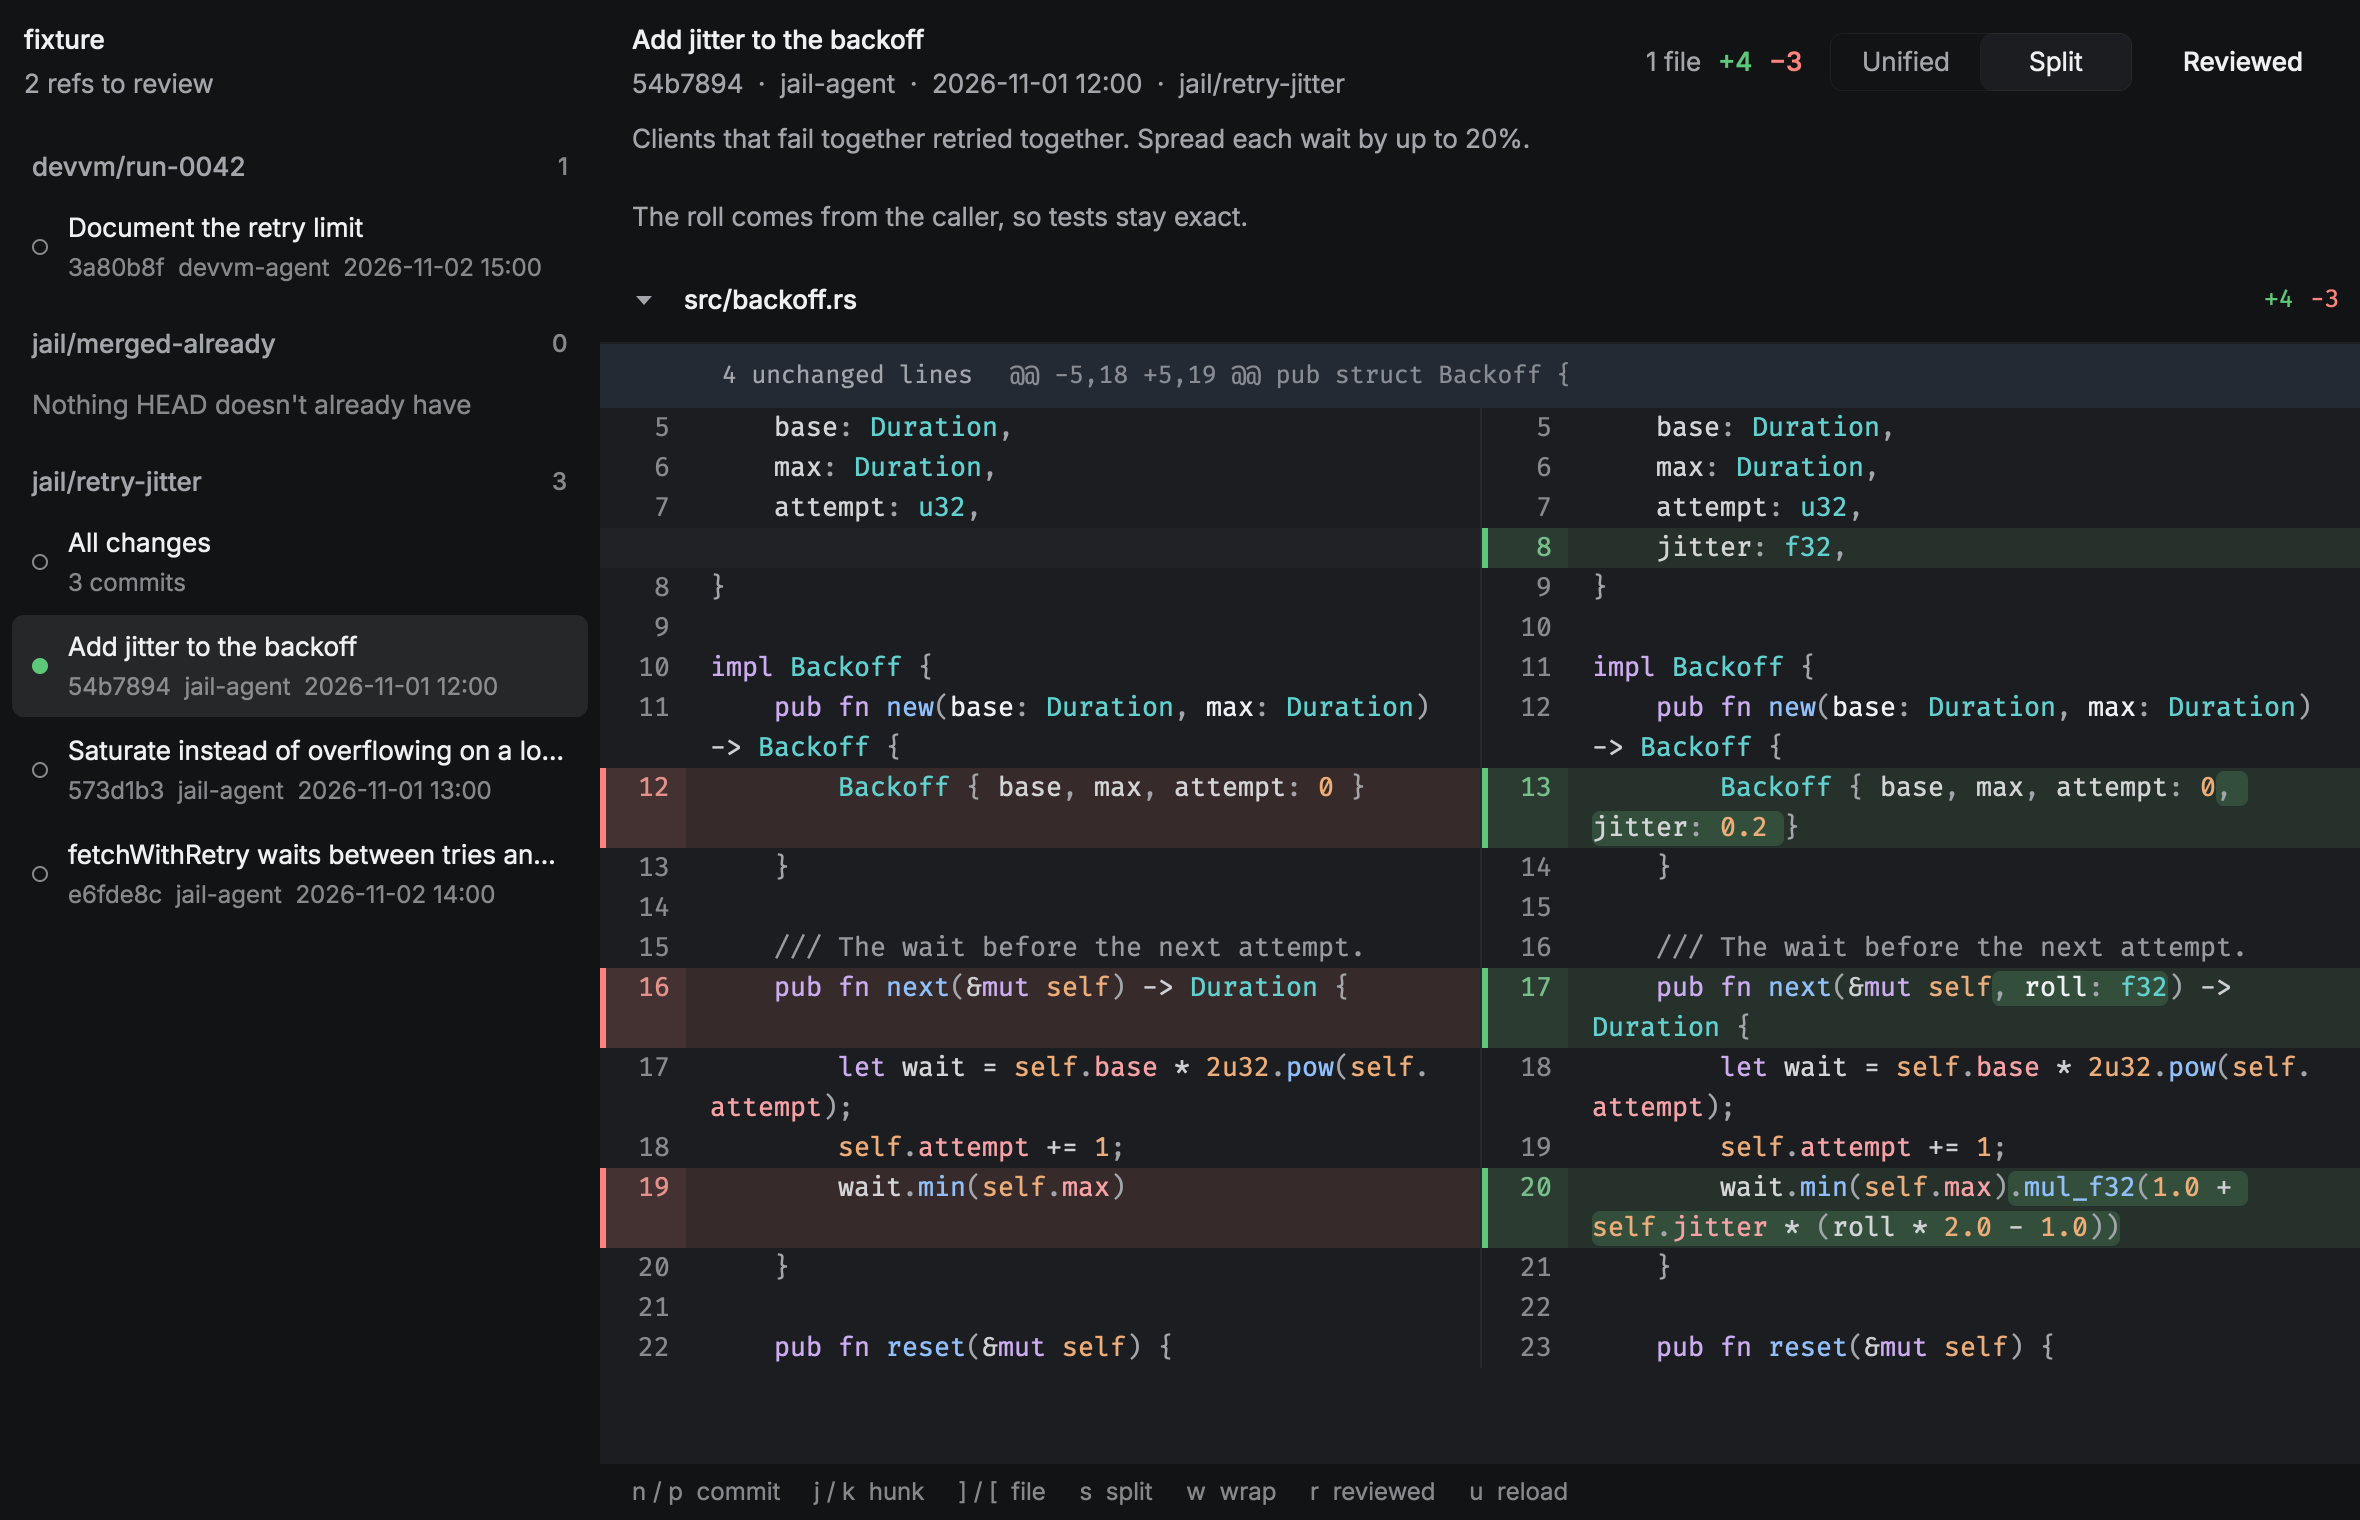 fixture
2 refs to review
devvm/run-0042 1
Document the retry limit
3a80b8f devvm-agent 2026-11-02 15:00
jail/merged-already 0
Nothing HEAD doesn't already have
jail/retry-jitter 3
All changes
3 commits
Add jitter to the backoff
54b7894 jail-agent 2026-11-01 12:00
Saturate instead of overflowing on a lo...
573d1b3 jail-agent 2026-11-01 13:00
fetchWithRetry waits between tries an...
e6fde8c jail-agent 2026-11-02 14:00
Add jitter to the backoff
54b7894 · jail-agent · 2026-11-01 12:00 · jail/retry-jitter
1 file +4 −3 Unified Split Reviewed
Clients that fail together retried together. Spread each wait by up to 20%.
The roll comes from the caller, so tests stay exact.
src/backoff.rs +4 −3
4 unchanged lines @@ -5,18 +5,19 @@ pub struct Backoff {
5 base: Duration,
6 max: Duration,
7 attempt: u32,
8 }
9
10 impl Backoff {
11 pub fn new(base: Duration, max: Duration)
-> Backoff {
12 Backoff { base, max, attempt: 0 }
13 }
14
15 /// The wait before the next attempt.
16 pub fn next(&mut self) -> Duration {
17 let wait = self.base * 2u32.pow(self.
attempt);
18 self.attempt += 1;
19 wait.min(self.max)
20 }
21
22 pub fn reset(&mut self) {
5 base: Duration,
6 max: Duration,
7 attempt: u32,
8 jitter: f32,
9 }
10
11 impl Backoff {
12 pub fn new(base: Duration, max: Duration)
-> Backoff {
13 Backoff { base, max, attempt: 0,
jitter: 0.2 }
14 }
15
16 /// The wait before the next attempt.
17 pub fn next(&mut self, roll: f32) ->
Duration {
18 let wait = self.base * 2u32.pow(self.
attempt);
19 self.attempt += 1;
20 wait.min(self.max).mul_f32(1.0 +
self.jitter * (roll * 2.0 - 1.0))
21 }
22
23 pub fn reset(&mut self) {
n / p commit j / k hunk ] / [ file s split w wrap r reviewed u reload